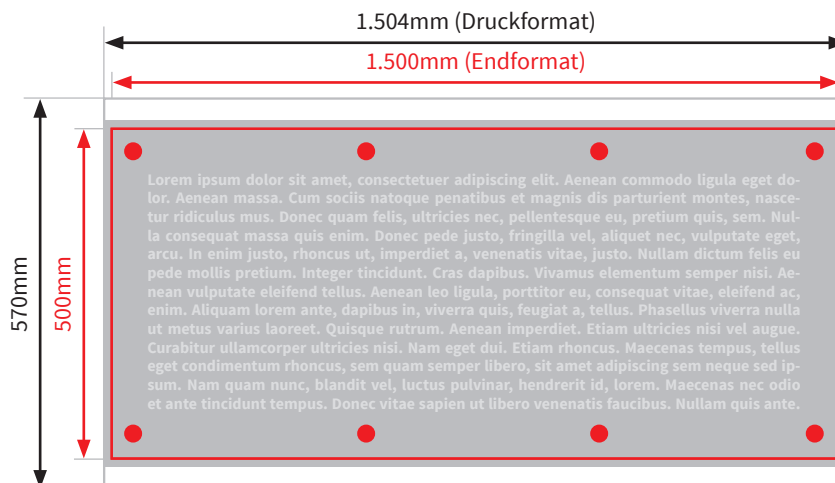 1.504mm (Druckformat)
1.500mm (Endformat)
570mm
500mm
Lorem ipsum dolor sit amet, consectetuer adipiscing elit. Aenean commodo ligula eget do-
lor. Aenean massa. Cum sociis natoque penatibus et magnis dis parturient montes, nasce-
tur ridiculus mus. Donec quam felis, ultricies nec, pellentesque eu, pretium quis, sem. Nul-
la consequat massa quis enim. Donec pede justo, fringilla vel, aliquet nec, vulputate eget,
arcu. In enim justo, rhoncus ut, imperdiet a, venenatis vitae, justo. Nullam dictum felis eu
pede mollis pretium. Integer tincidunt. Cras dapibus. Vivamus elementum semper nisi. Ae-
nean vulputate eleifend tellus. Aenean leo ligula, porttitor eu, consequat vitae, eleifend ac,
enim. Aliquam lorem ante, dapibus in, viverra quis, feugiat a, tellus. Phasellus viverra nulla
ut metus varius laoreet. Quisque rutrum. Aenean imperdiet. Etiam ultricies nisi vel augue.
Curabitur ullamcorper ultricies nisi. Nam eget dui. Etiam rhoncus. Maecenas tempus, tellus
eget condimentum rhoncus, sem quam semper libero, sit amet adipiscing sem neque sed ip-
sum. Nam quam nunc, blandit vel, luctus pulvinar, hendrerit id, lorem. Maecenas nec odio
et ante tincidunt tempus. Donec vitae sapien ut libero venenatis faucibus. Nullam quis ante.